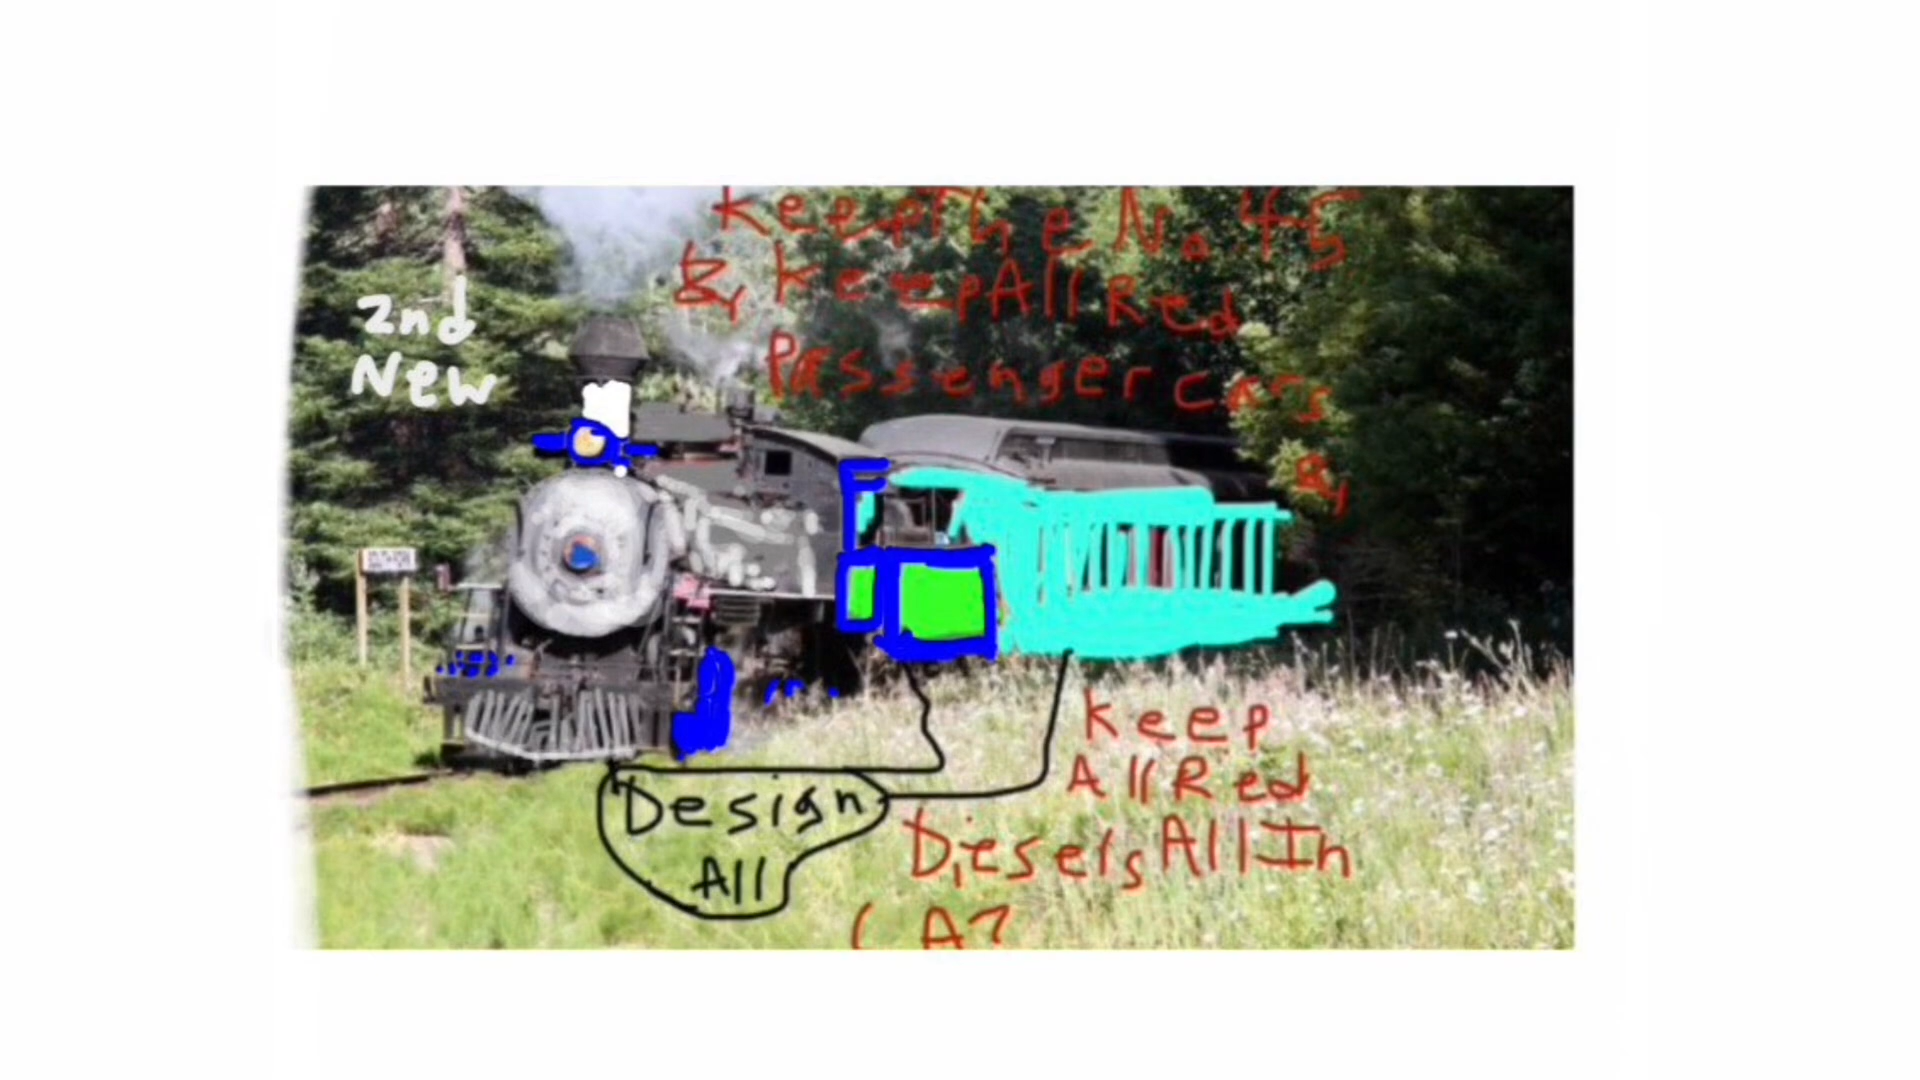 2nd
New
Keep The No. 45
& Keep All Red
Passenger cars
&
Keep
All Red
Diesels All In
CA?
Design
All